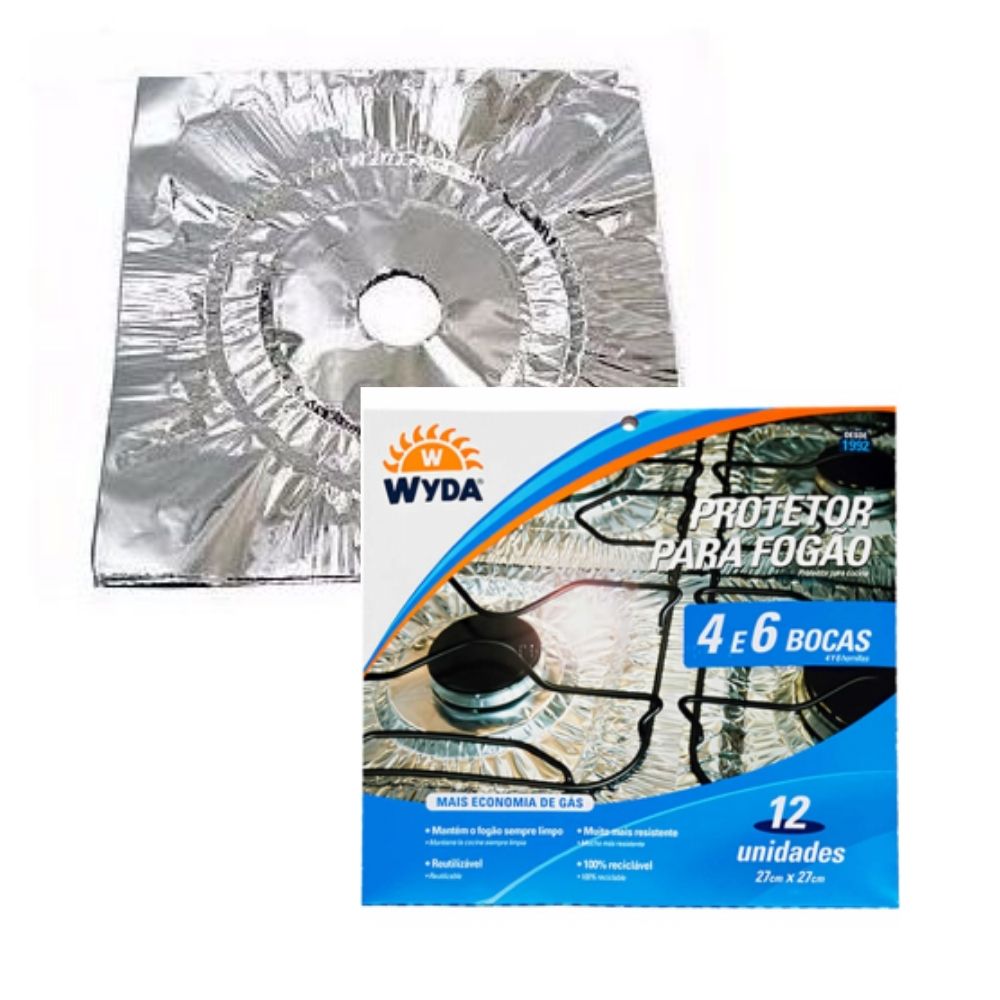 W
WYDA®
DESDE
1992
PROTETOR
PARA FOGÃO
Protetor para cocina
4 E 6 BOCAS
4 Y 6 hornillas
MAIS ECONOMIA DE GÁS
• Mantém o fogão sempre limpo
• Mantiene la cocina siempre limpia
• Muito mais resistente
• Mucho más resistente
• Reutilizável
• Reutilizable
• 100% reciclável
• 100% reciclable
12
unidades
27cm x 27cm